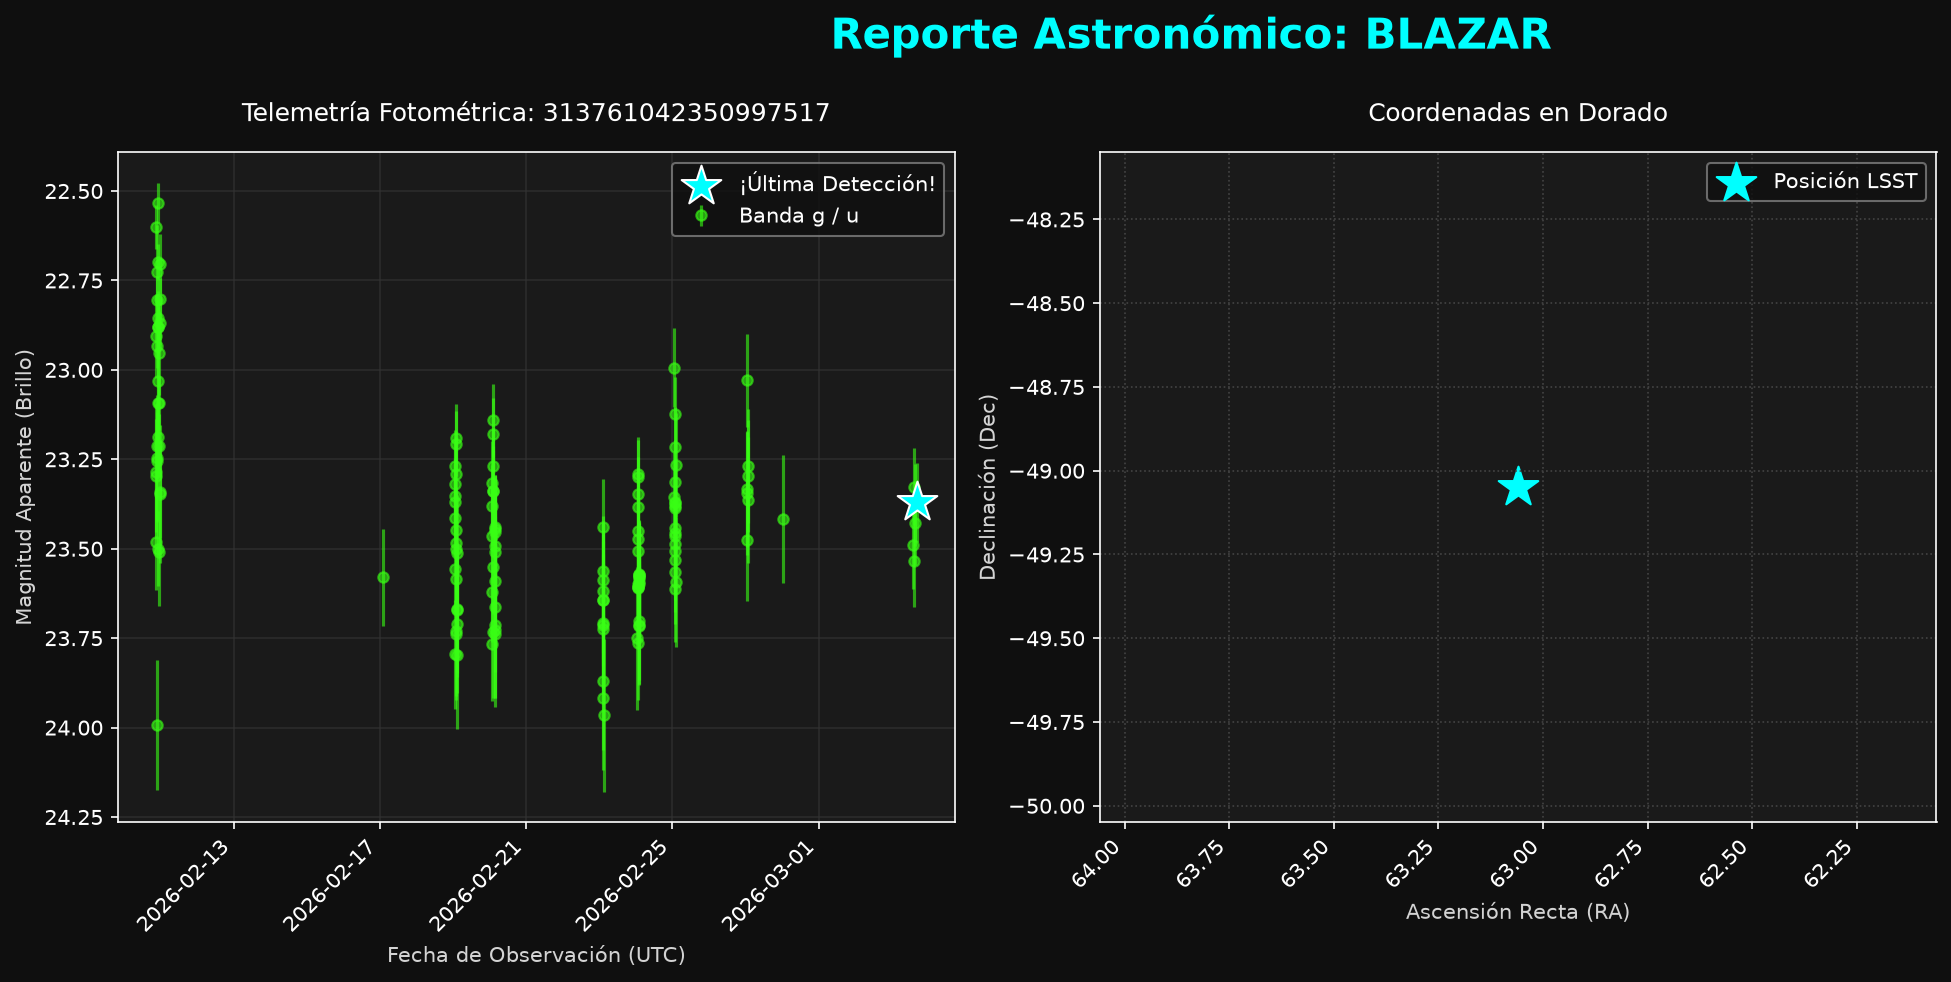 Reporte Astronómico: BLAZAR
Telemetría Fotométrica: 313761042350997517
¡Última Detección!
Banda g / u
Magnitud Aparente (Brillo)
22.50
22.75
23.00
23.25
23.50
23.75
24.00
24.25
2026-02-13
2026-02-17
2026-02-21
2026-02-25
2026-03-01
Fecha de Observación (UTC)
Coordenadas en Dorado
Posición LSST
Declinación (Dec)
−48.25
−48.50
−48.75
−49.00
−49.25
−49.50
−49.75
−50.00
64.00
63.75
63.50
63.25
63.00
62.75
62.50
62.25
Ascensión Recta (RA)